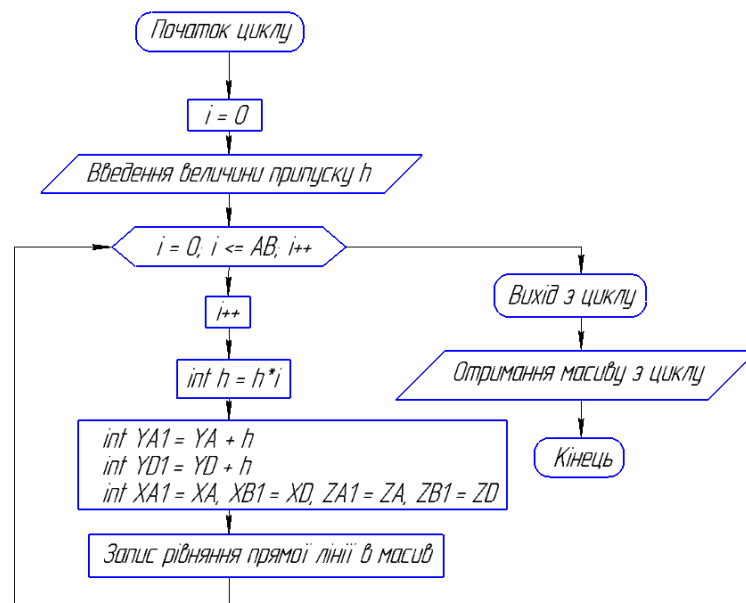 Початок циклу
i = 0
Введення величини припуску h
i = 0; i <= AB; i++
i++
int h = h*i
int YA1 = YA + h
int YD1 = YD + h
int XA1 = XA, XB1 = XD, ZA1 = ZA, ZB1 = ZD
Запис рівняння прямої лінії в масив
Вихід з циклу
Отримання масиву з циклу
Кінець